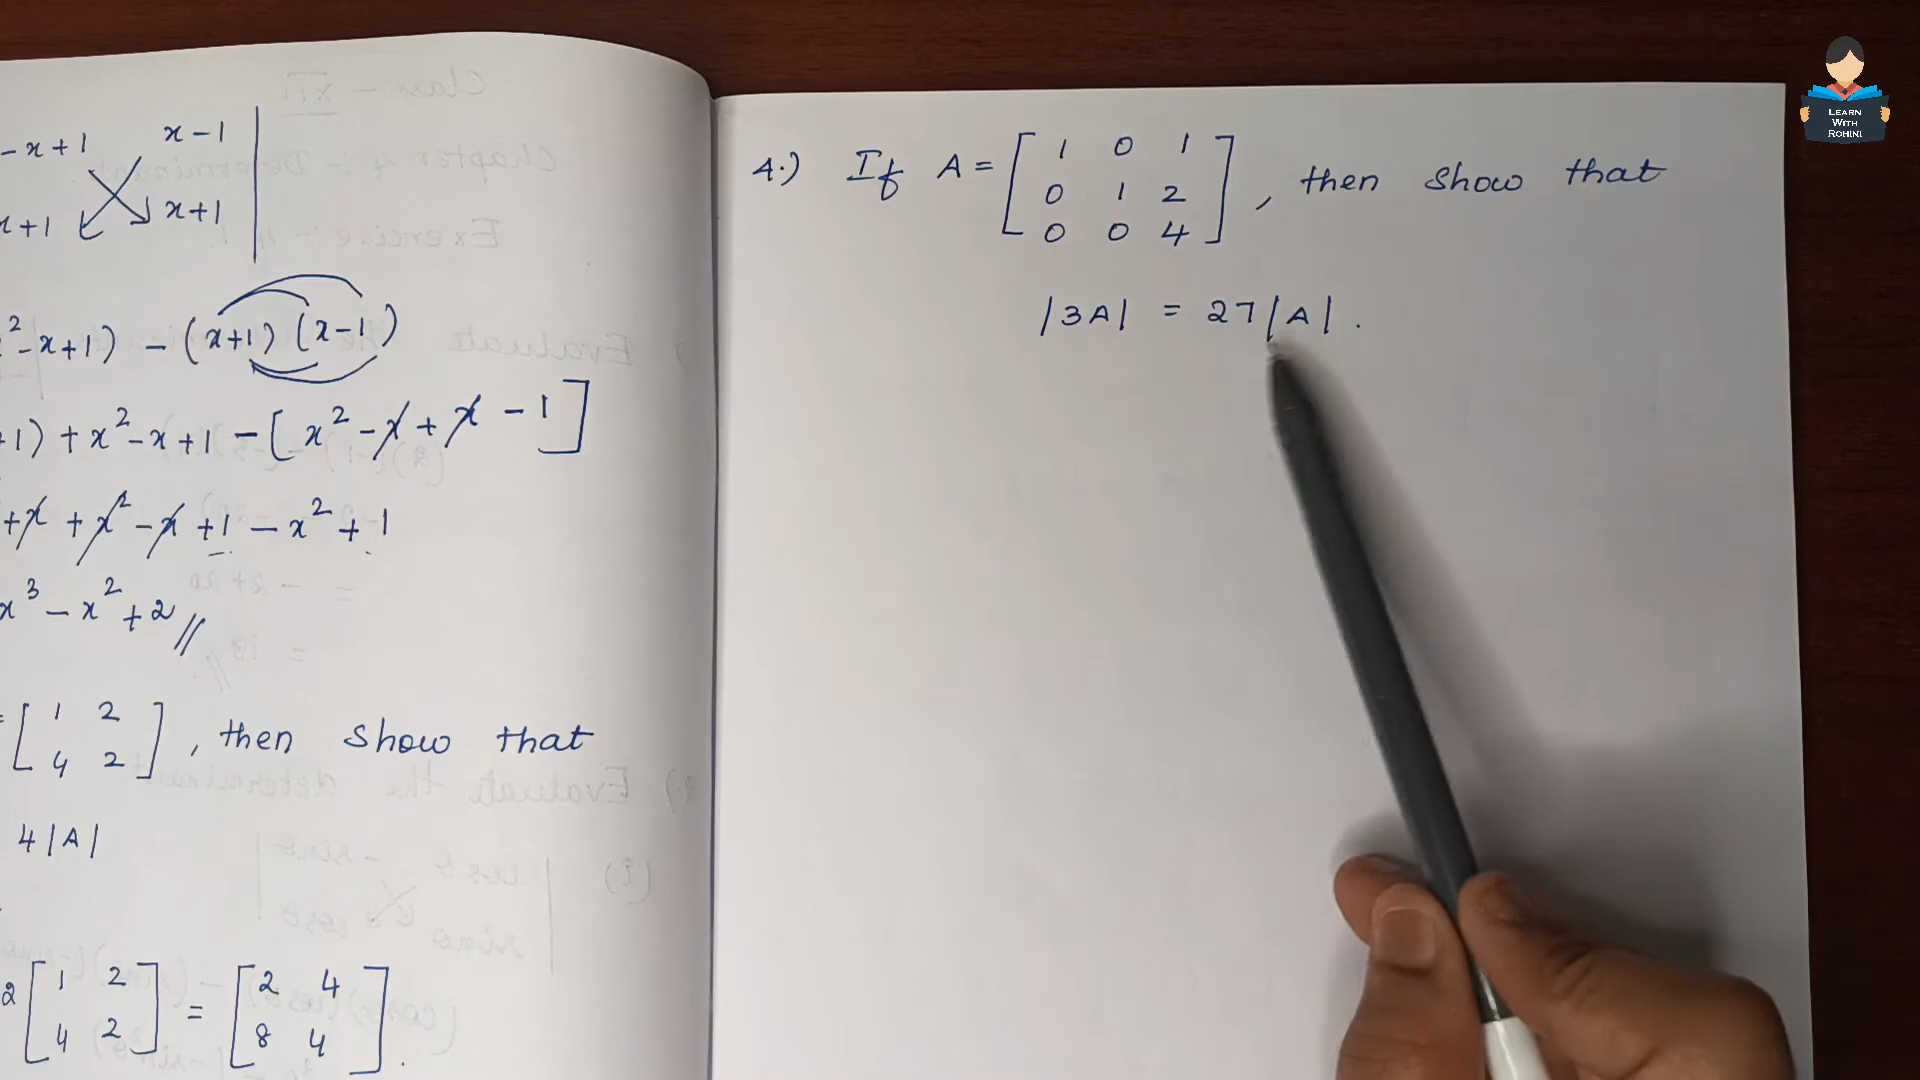 -x+1 x-1
x+1 x+1
²-x+1) - (x+1) (x-1)
+1) + x²-x+1 - [x²-x+x-1]
+x + x² - x + 1 - x² + 1
x³ - x² + 2 //
= [1 2
4 2], then show that
4|A|
2 [1 2
4 2] = [2 4
8 4].
4.) If A = [1 0 1
0 1 2
0 0 4], then show that
|3A| = 27|A|.
LEARN
WITH
ROHINI